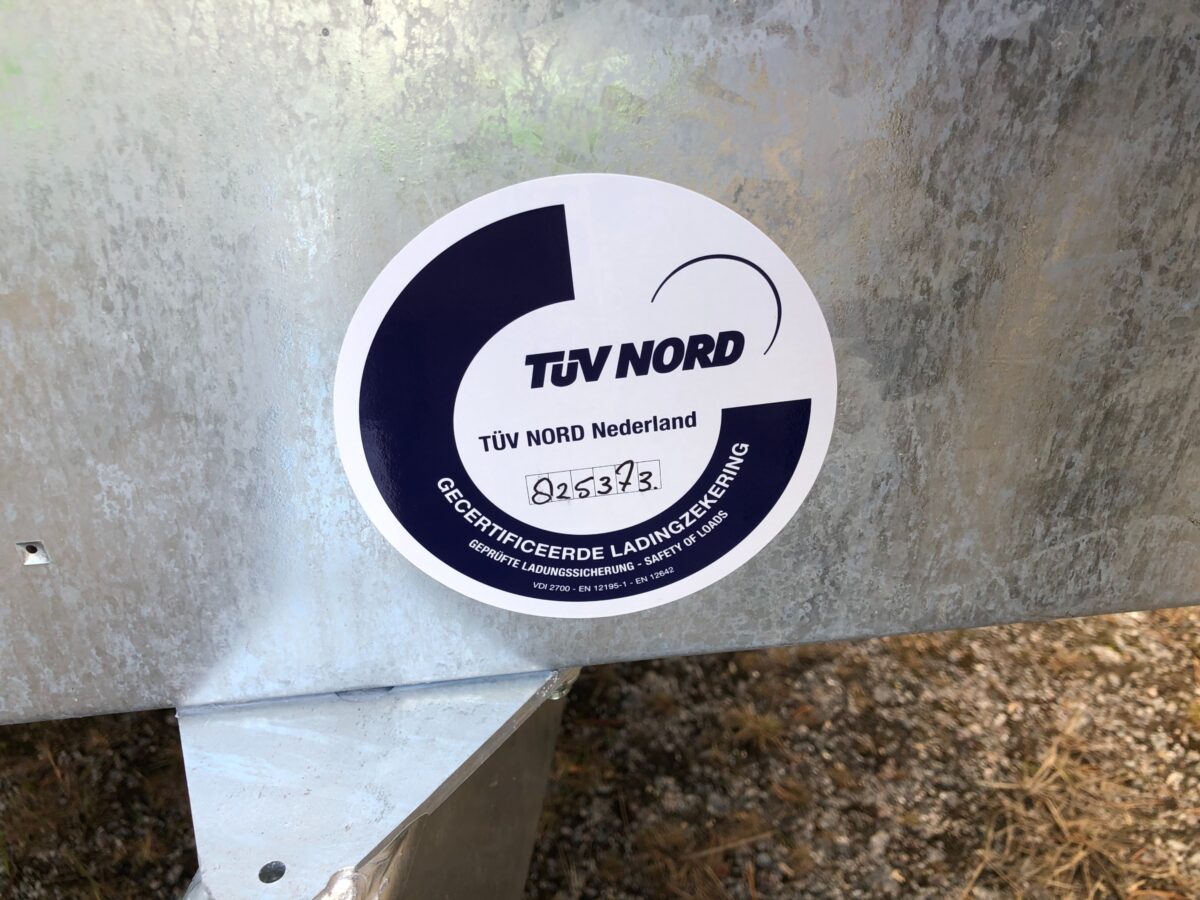 TÜV NORD
TÜV NORD Nederland
825373.
GECERTIFICEERDE LADINGZEKERING
GEPRÜFTE LADUNGSSICHERUNG - SAFETY OF LOADS
VDI 2700 - EN 12195-1 - EN 12642